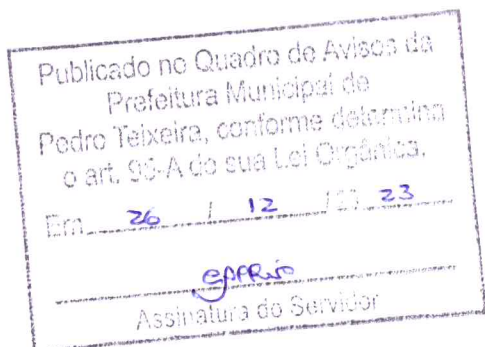 Publicado no Quadro de Avisos da
Prefeitura Municipal de
Pedro Teixeira, conforme determina
o art. 96-A de sua Lei Orgânica.
Em 26 / 12 / 23
Assinatura do Servidor